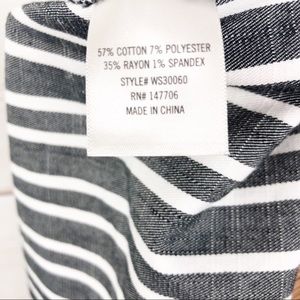 57% COTTON 7% POLYESTER
35% RAYON 1% SPANDEX
STYLE# WS30060
RN# 147706
MADE IN CHINA